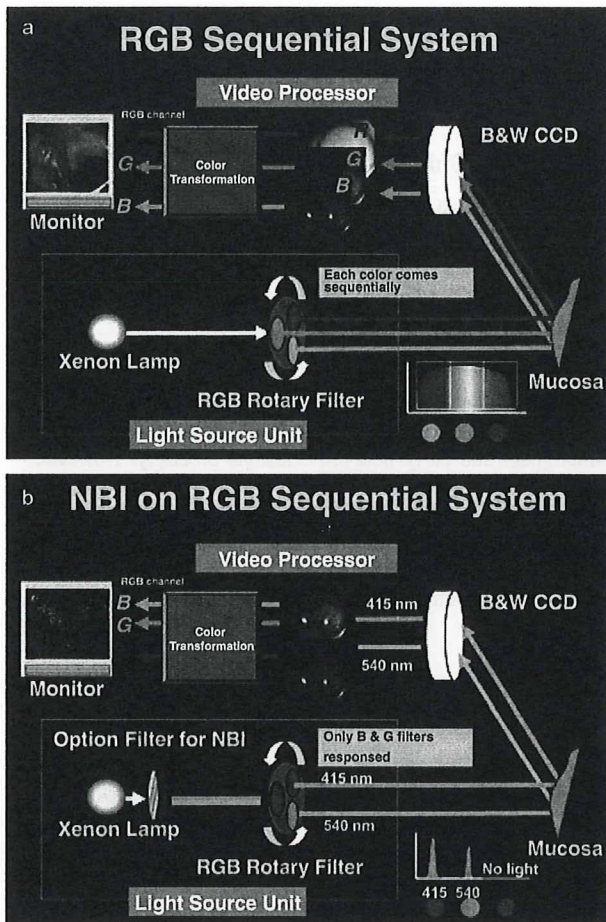 a
RGB Sequential System
Video Processor
RGB channel
B&W CCD
G
Color
Transformation
G
B
B
Monitor
Each color comes
sequentially
Xenon Lamp
RGB Rotary Filter
Mucosa
Light Source Unit
b
NBI on RGB Sequential System
Video Processor
RGB channel
B
G
Color
Transformation
415 nm
540 nm
B&W CCD
Monitor
Option Filter for NBI
Only B & G filters
responsed
415 nm
Xenon Lamp
540 nm
RGB Rotary Filter
Mucosa
No light
415 540
Light Source Unit